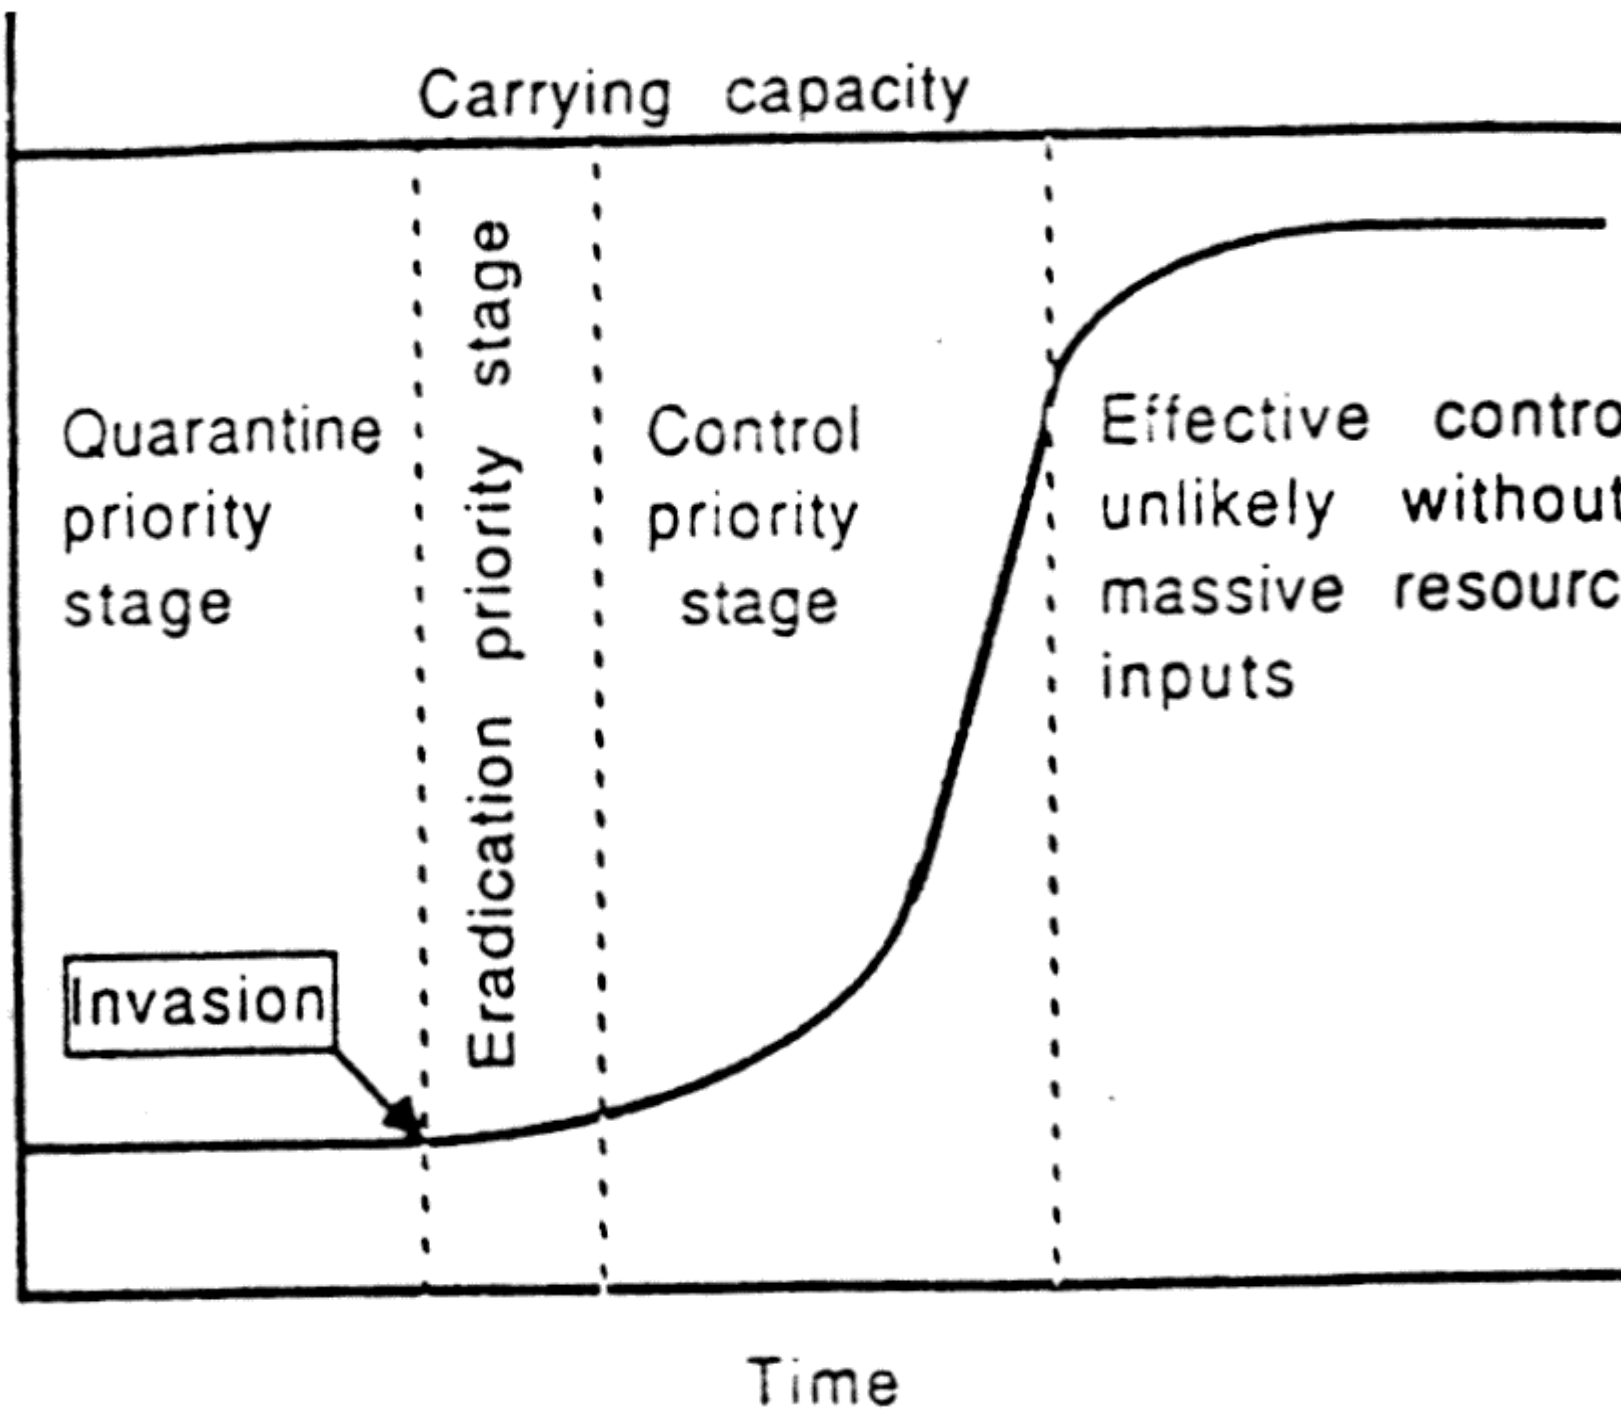 Carrying capacity
Quarantine
priority
stage
Eradication priority stage
Control
priority
stage
Effective contro
unlikely without
massive resourc
inputs
Invasion
Time